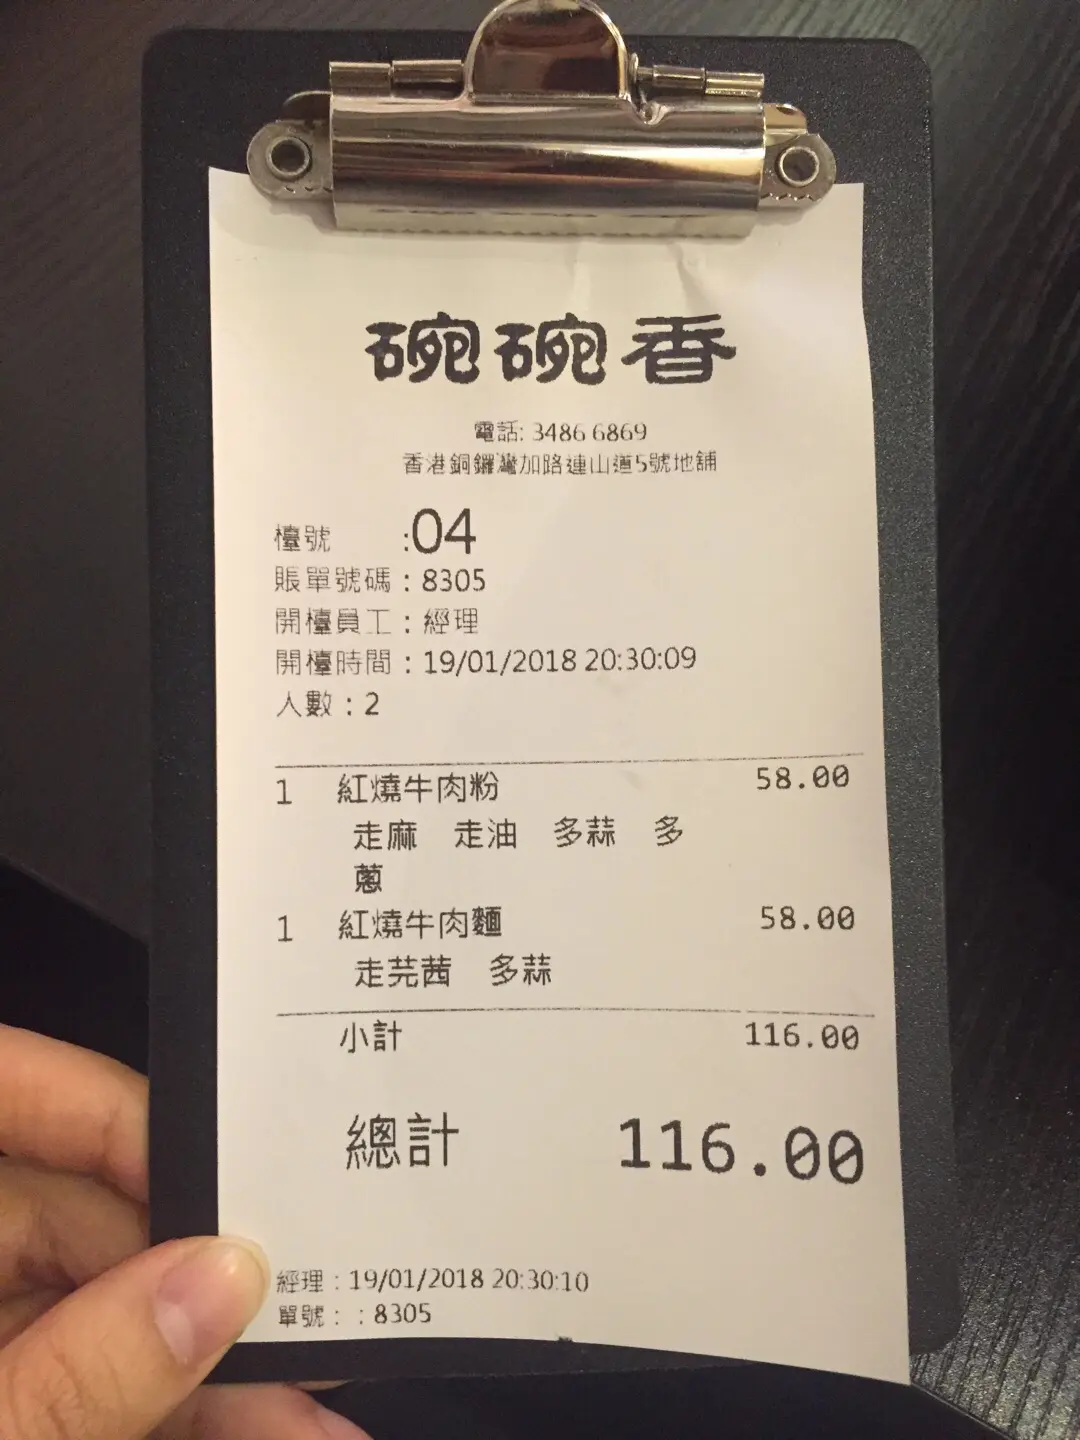 碗碗香
電話: 3486 6869
香港銅鑼灣加路連山道5號地舖
檯號 :04
賬單號碼：8305
開檯員工：經理
開檯時間：19/01/2018 20:30:09
人數：2
1 紅燒牛肉粉 58.00
走麻 走油 多蒜 多
蔥
1 紅燒牛肉麵 58.00
走芫茜 多蒜
小計 116.00
總計 116.00
經理：19/01/2018 20:30:10
單號：：8305